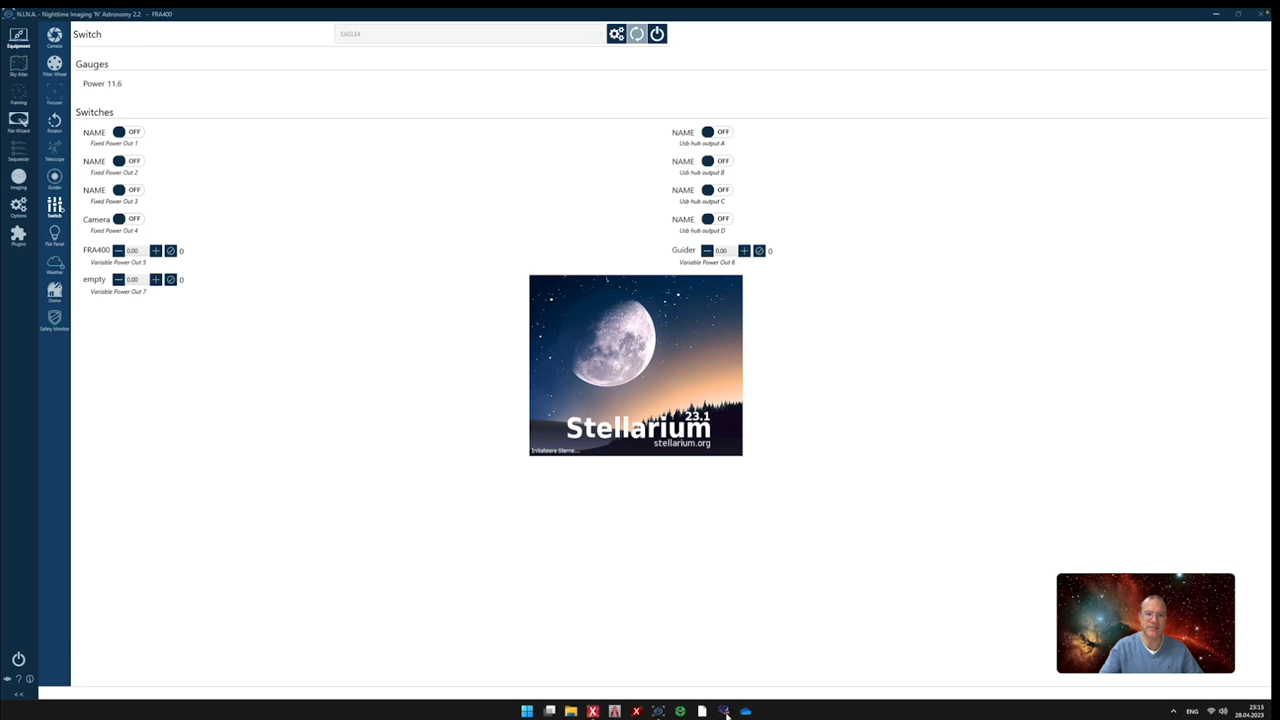 N.I.N.A. - Nighttime Imaging 'N' Astronomy 2.2 - FRA400
Equipment
Sky Atlas
Framing
Flat Wizard
Sequencer
Imaging
Options
Plugins
<<
Camera
Filter Wheel
Focuser
Rotator
Telescope
Guider
Switch
Flat Panel
Weather
Dome
Safety Monitor
Switch
EAGLE4
Gauges
Power 11.6
Switches
NAME OFF
Fixed Power Out 1
NAME OFF
Fixed Power Out 2
NAME OFF
Fixed Power Out 3
Camera OFF
Fixed Power Out 4
FRA400 0.00 0
Variable Power Out 5
empty 0.00 0
Variable Power Out 7
NAME OFF
Usb hub output A
NAME OFF
Usb hub output B
NAME OFF
Usb hub output C
NAME OFF
Usb hub output D
Guider 0.00 0
Variable Power Out 6
23.1
Stellarium
stellarium.org
Initialisiere Sterne...
ENG
23:15
28.04.2023